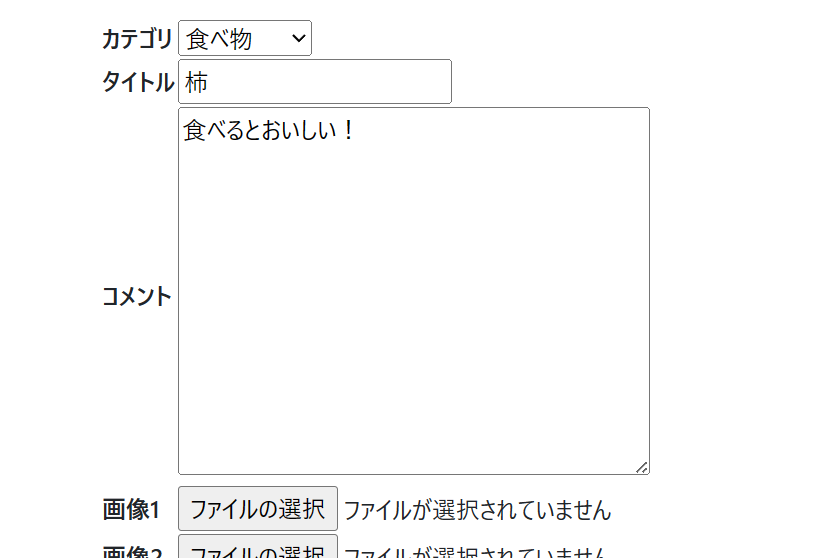 カテゴリ 食べ物
タイトル 柿
食べるとおいしい！
コメント
画像1 ファイルの選択 ファイルが選択されていません
画像2 ファイルの選択 ファイルが選択されていません